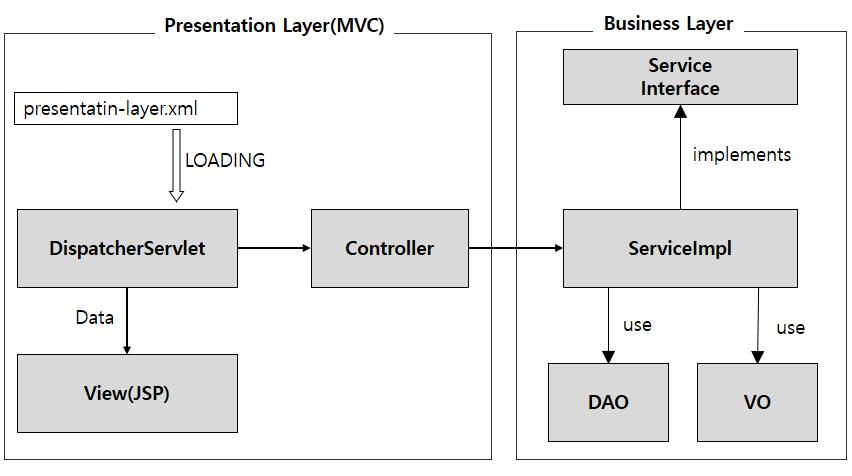 Presentation Layer(MVC)
presentatin-layer.xml
LOADING
DispatcherServlet
Controller
Data
View(JSP)
Business Layer
Service
Interface
implements
ServiceImpl
use
use
DAO
VO